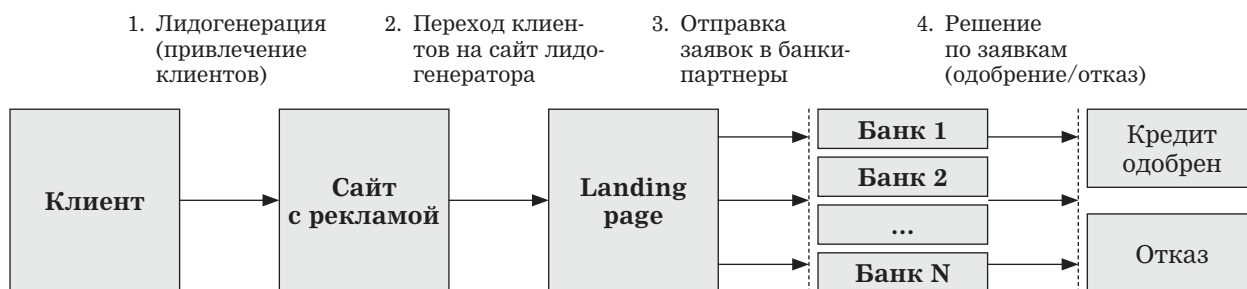 1. Лидогенерация
(привлечение
клиентов)
2. Переход клиен-
тов на сайт лидо-
генератора
3. Отправка
заявок в банки-
партнеры
4. Решение
по заявкам
(одобрение/отказ)
Клиент
Сайт
с рекламой
Landing
page
Банк 1
Банк 2
...
Банк N
Кредит
одобрен
Отказ